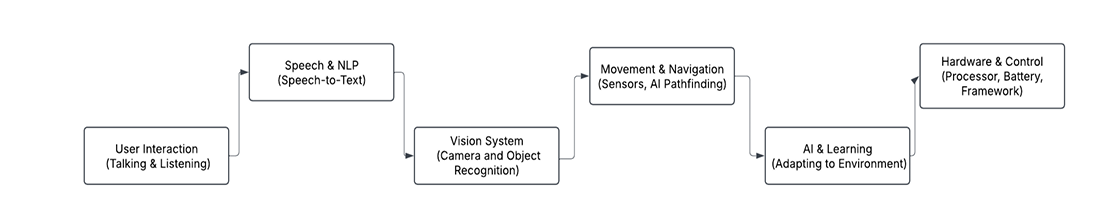 User Interaction
(Talking & Listening)
Speech & NLP
(Speech-to-Text)
Vision System
(Camera and Object
Recognition)
Movement & Navigation
(Sensors, AI Pathfinding)
AI & Learning
(Adapting to Environment)
Hardware & Control
(Processor, Battery,
Framework)